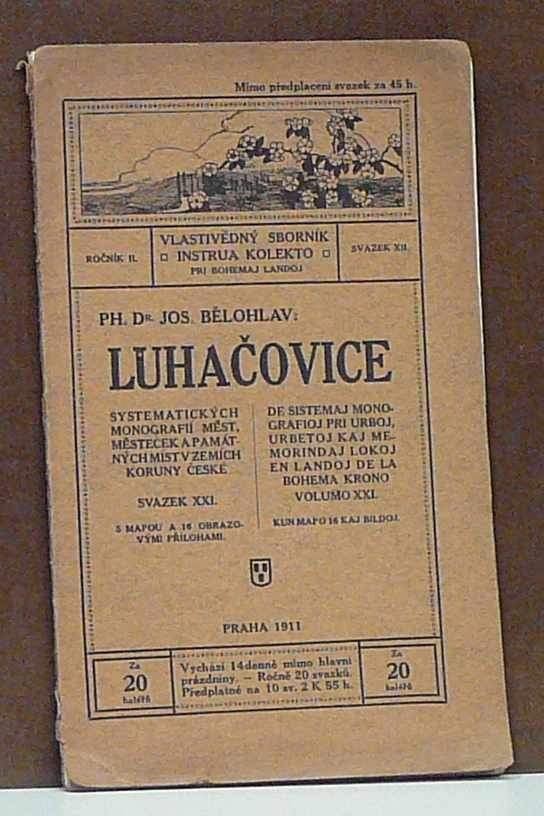 Mimo předplacení svazek za 45 h.
ROČNÍK II.
VLASTIVĚDNÝ SBORNÍK
INSTRUA KOLEKTO
PRI BOHEMAJ LANDOJ
SVAZEK XII.
PH. DR. JOS. BĚLOHLAV:
LUHAČOVICE
SYSTEMATICKÝCH
MONOGRAFIÍ MĚST,
MĚSTEČEK A PAMÁT-
NÝCH MÍST V ZEMÍCH
KORUNY ČESKÉ
SVAZEK XXI.
S MAPOU A 16 OBRAZO-
VÝMI PŘÍLOHAMI.
DE SISTEMAJ MONO-
GRAFIOJ PRI URBOJ,
URBETOJ KAJ ME-
MORINDAJ LOKOJ
EN LANDOJ DE LA
BOHEMA KRONO
VOLUMO XXI.
KUN MAPO 16 KAJ BILDOJ.
PRAHA 1911
Za
20
haléřů
Vychází 14denně mimo hlavní
prázdniny. – Ročně 20 svazků.
Předplatné na 10 sv. 2 K 55 h.
Za
20
haléřů